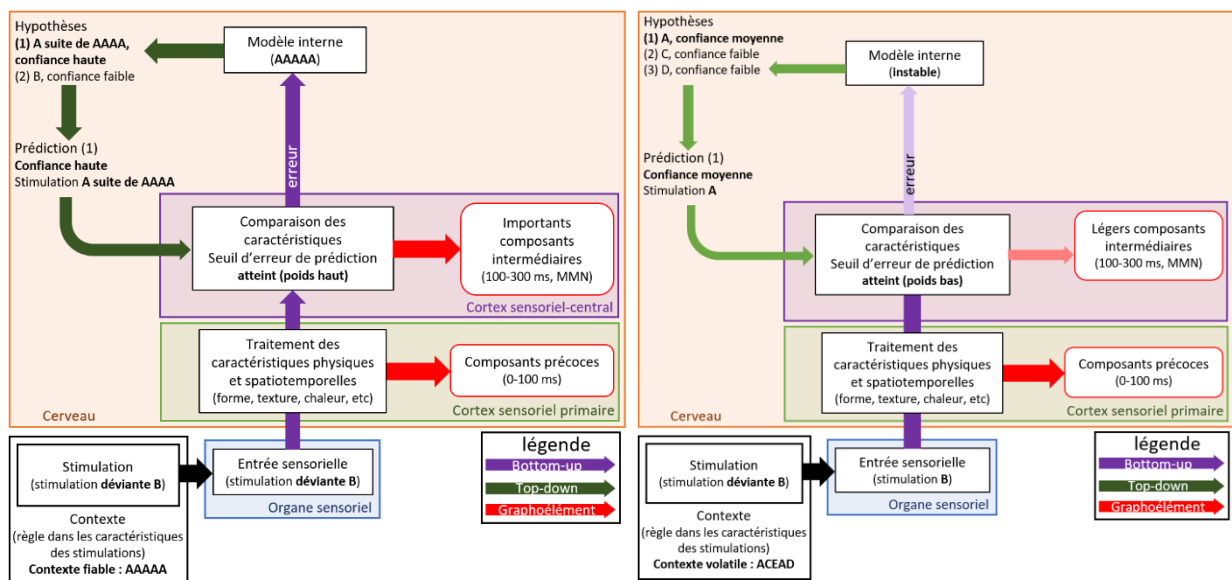 Hypothèses
(1) A suite de AAAA,
confiance haute
(2) B, confiance faible
Modèle interne
(AAAAA)
Prédiction (1)
Confiance haute
Stimulation A suite de AAAA
erreur
Comparaison des
caractéristiques
Seuil d'erreur de prédiction
atteint (poids haut)
Importants
composants
intermédiaires
(100-300 ms, MMN)
Cortex sensoriel-central
Traitement des
caractéristiques physiques
et spatiotemporelles
(forme, texture, chaleur, etc)
Composants précoces
(0-100 ms)
Cortex sensoriel primaire
Cerveau
Stimulation
(stimulation déviante B)
Contexte
(règle dans les caractéristiques
des stimulations)
Contexte fiable : AAAAA
Entrée sensorielle
(stimulation déviante B)
Organe sensoriel
légende
Bottom-up
Top-down
Graphoélément
Hypothèses
(1) A, confiance moyenne
(2) C, confiance faible
(3) D, confiance faible
Modèle interne
(instable)
Prédiction (1)
Confiance moyenne
Stimulation A
erreur
Comparaison des
caractéristiques
Seuil d'erreur de prédiction
atteint (poids bas)
Légers composants
intermédiaires
(100-300 ms, MMN)
Traitement des
caractéristiques physiques
et spatiotemporelles
(forme, texture, chaleur, etc)
Composants précoces
(0-100 ms)
Cortex sensoriel primaire
Cerveau
Stimulation
(stimulation déviante B)
Contexte
(règle dans les caractéristiques
des stimulations)
Contexte volatile : ACEAD
Entrée sensorielle
(stimulation B)
Organe sensoriel
légende
Bottom-up
Top-down
Graphoélément